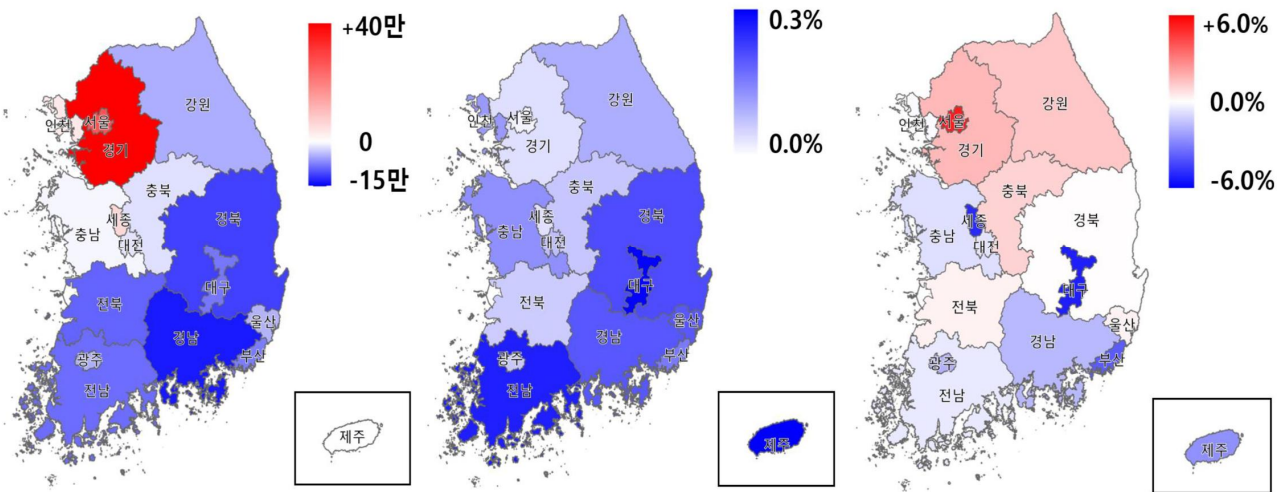 +40만
0
-15만
강원
인천
서울
경기
충북
세종
충남
대전
경북
대구
전북
울산
경남
부산
광주
전남
제주
0.3%
0.0%
강원
인천
서울
경기
충북
세종
경북
충남
대전
대구
전북
울산
경남
부산
광주
전남
제주
+6.0%
0.0%
-6.0%
강원
인천
서울
경기
충북
세종
경북
충남
대전
대구
전북
울산
경남
부산
광주
전남
제주